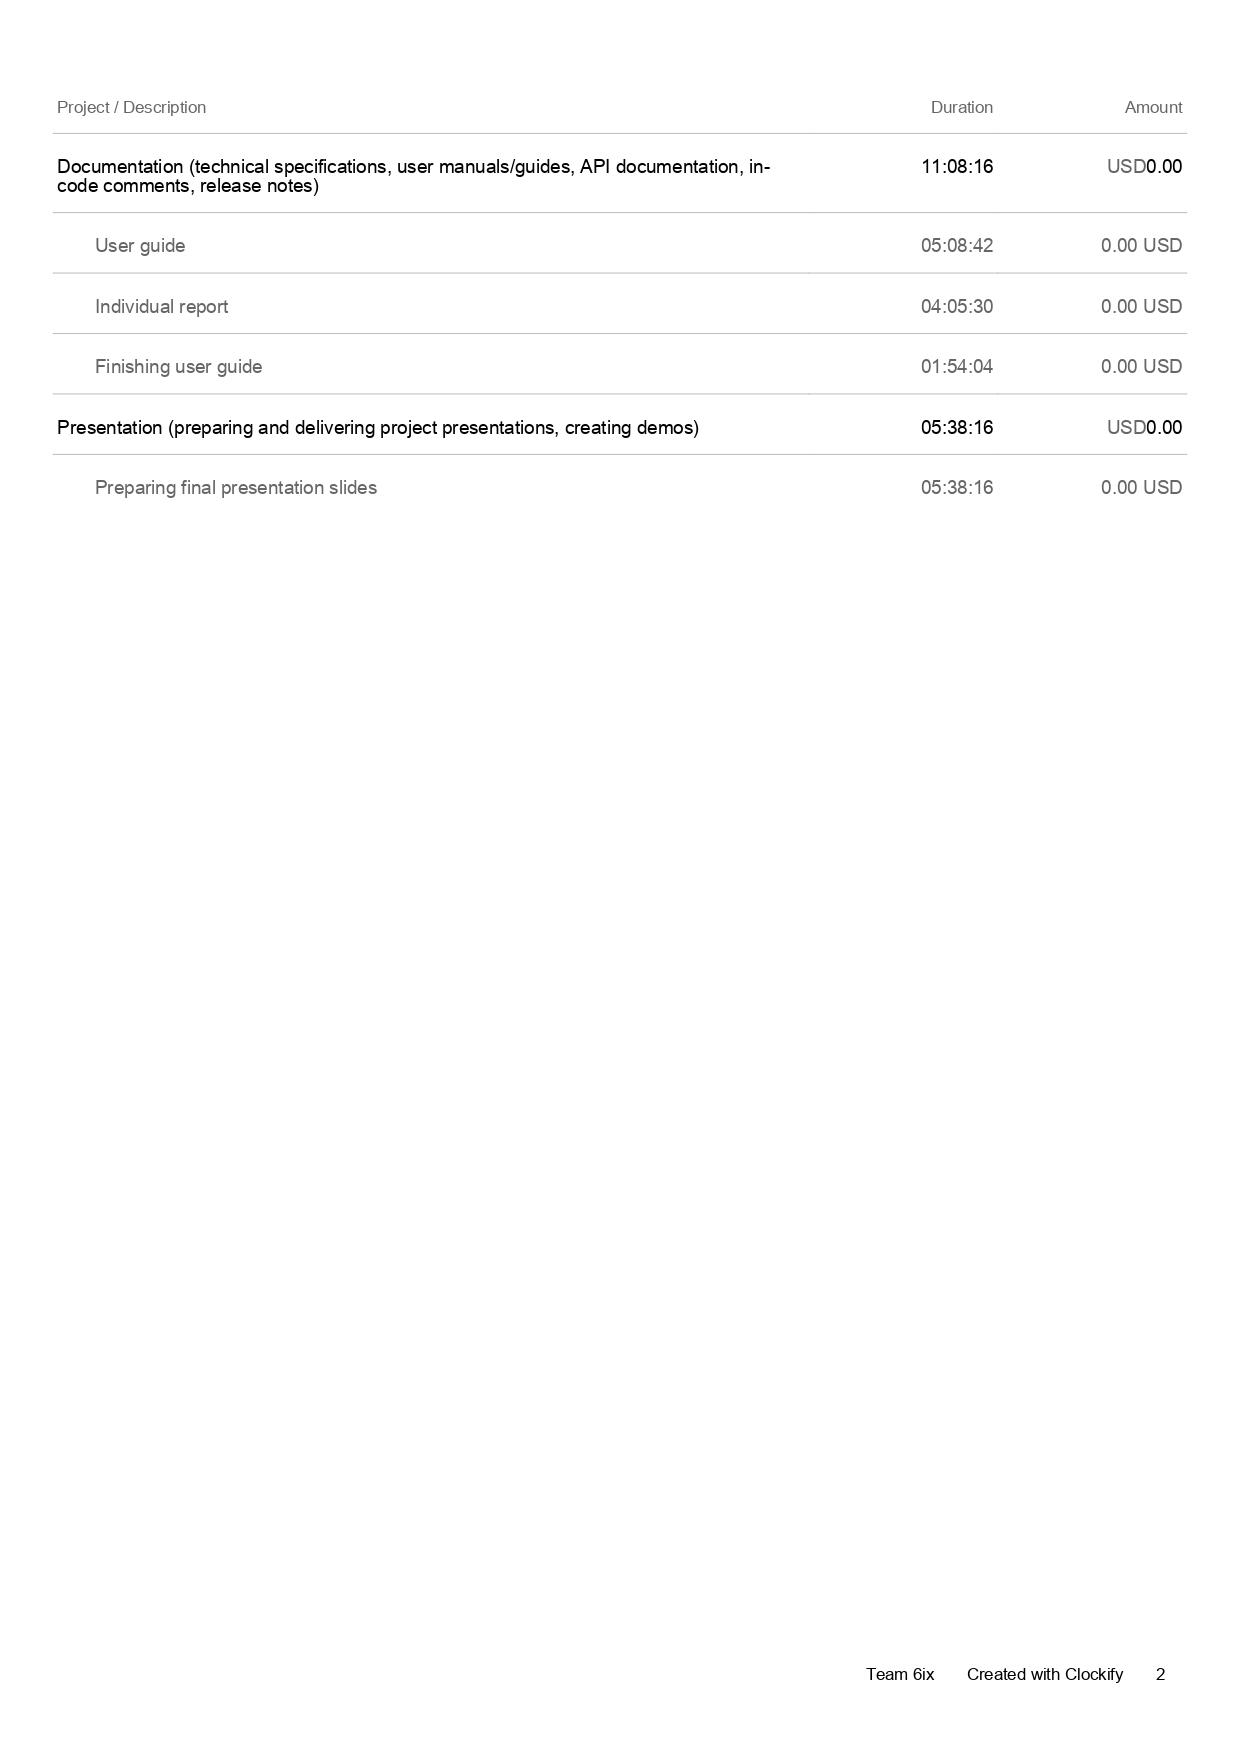 Project / Description Duration Amount
Documentation (technical specifications, user manuals/guides, API documentation, in- 11:08:16 USD0.00
code comments, release notes)
User guide 05:08:42 0.00 USD
Individual report 04:05:30 0.00 USD
Finishing user guide 01:54:04 0.00 USD
Presentation (preparing and delivering project presentations, creating demos) 05:38:16 USD0.00
Preparing final presentation slides 05:38:16 0.00 USD
Team 6ix Created with Clockify 2